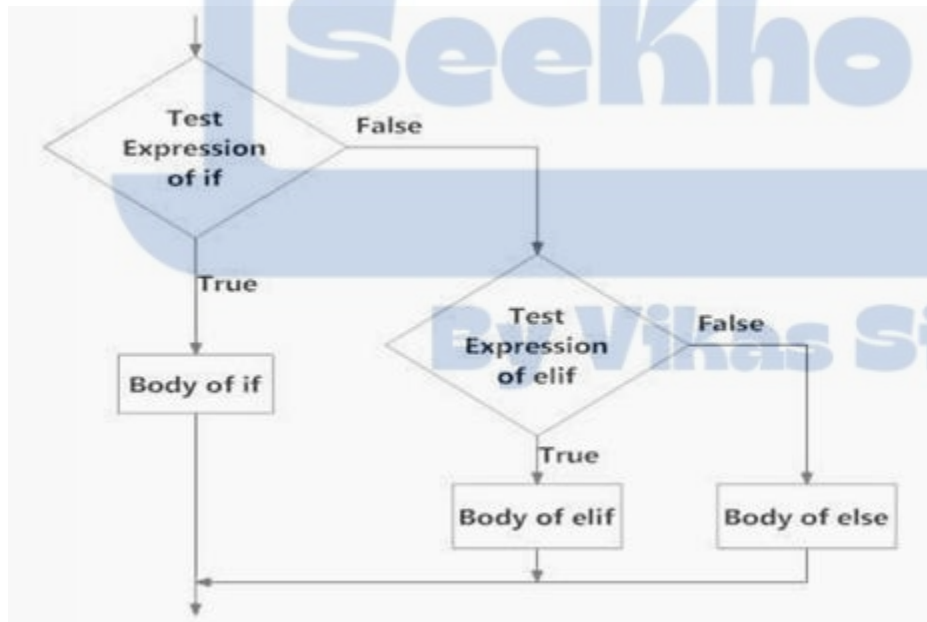 Seekho
Test
Expression
of if
False
True
Test
Expression
of elif
False
By Vikas
Body of if
True
Body of elif
Body of else